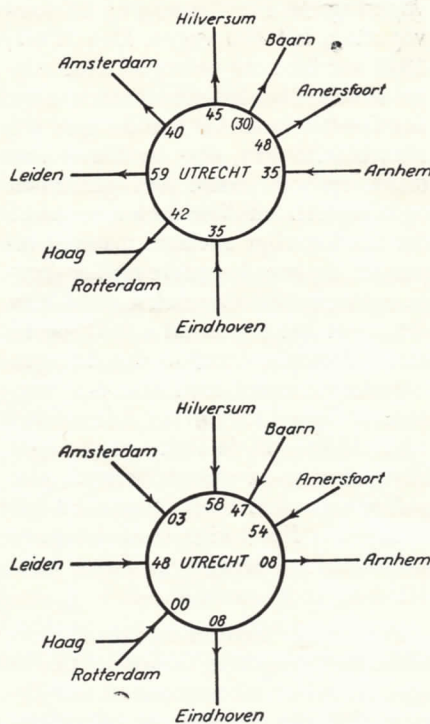 Hilversum
Baarn
Amsterdam
Amersfoort
45
(30)
40
48
Leiden
59
UTRECHT
35
Arnhem
42
35
Haag
Rotterdam
Eindhoven
Hilversum
Baarn
Amsterdam
Amersfoort
58
47
03
54
Leiden
48
UTRECHT
08
Arnhem
00
08
Haag
Rotterdam
Eindhoven